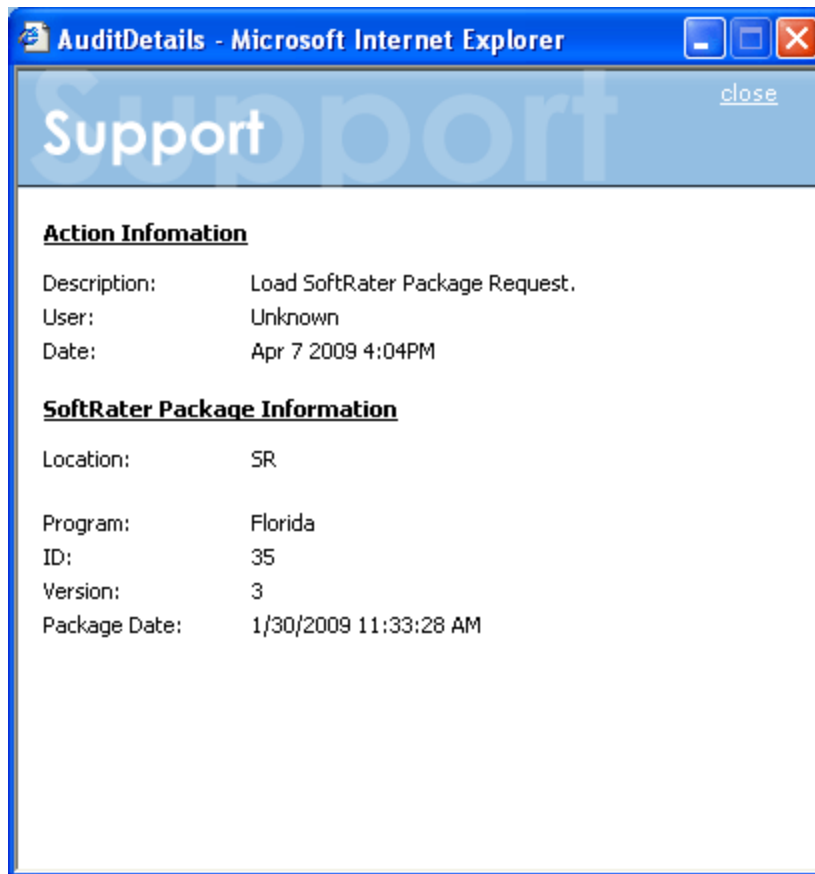 AuditDetails - Microsoft Internet Explorer
Support
close
Support
Action Infomation
Description: Load SoftRater Package Request.
User: Unknown
Date: Apr 7 2009 4:04PM
SoftRater Package Information
Location: SR
Program: Florida
ID: 35
Version: 3
Package Date: 1/30/2009 11:33:28 AM